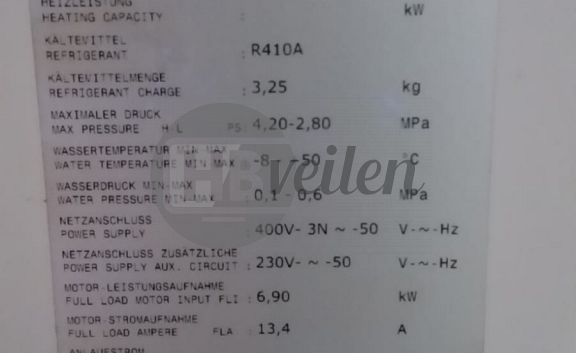 HEIZLEISTUNG
HEATING CAPACITY : kW
KÄLTEMITTEL
REFRIGERANT : R410A
KÄLTEMITTELMENGE
REFRIGERANT CHARGE : 3,25 kg
MAXIMALER DRUCK
MAX PRESSURE H L PS: 4,20-2,80 MPa
WASSERTEMPERATUR MIN-MAX
WATER TEMPERATURE MIN MAX : -8 - -50 °C
WASSERDRUCK MIN-MAX
WATER PRESSURE MIN-MAX : 0,1 - 0,6 MPa
NETZANSCHLUSS
POWER SUPPLY : 400V- 3N ~ -50 V-~-Hz
NETZANSCHLUSS ZUSÄTZLICHE
POWER SUPPLY AUX. CIRCUIT : 230V- ~ -50 V-~-Hz
MOTOR-LEISTUNGSAUFNAHME
FULL LOAD MOTOR INPUT FLI : 6,90 kW
MOTOR-STROMAUFNAHME
FULL LOAD AMPERE FLA : 13,4 A
ANLAUFSTROM
HB veilen